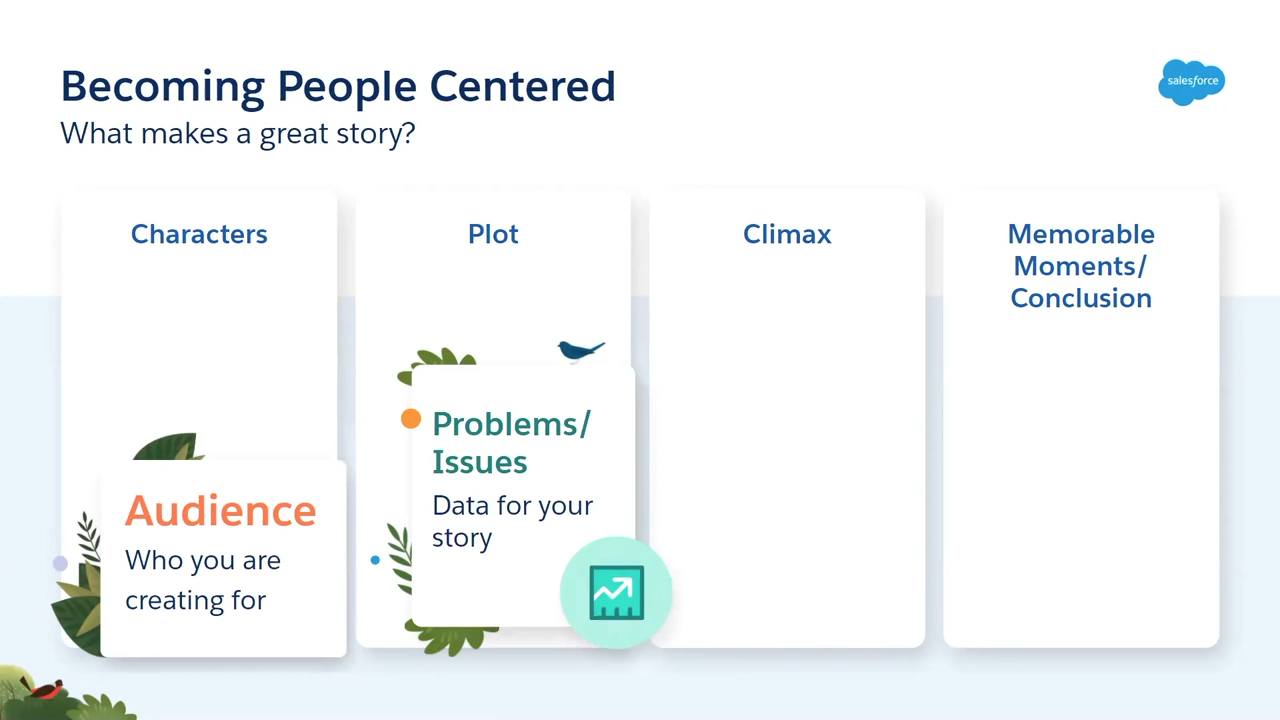 Becoming People Centered
What makes a great story?
salesforce
Characters
Plot
Climax
Memorable
Moments/
Conclusion
Audience
Who you are
creating for
Problems/
Issues
Data for your
story